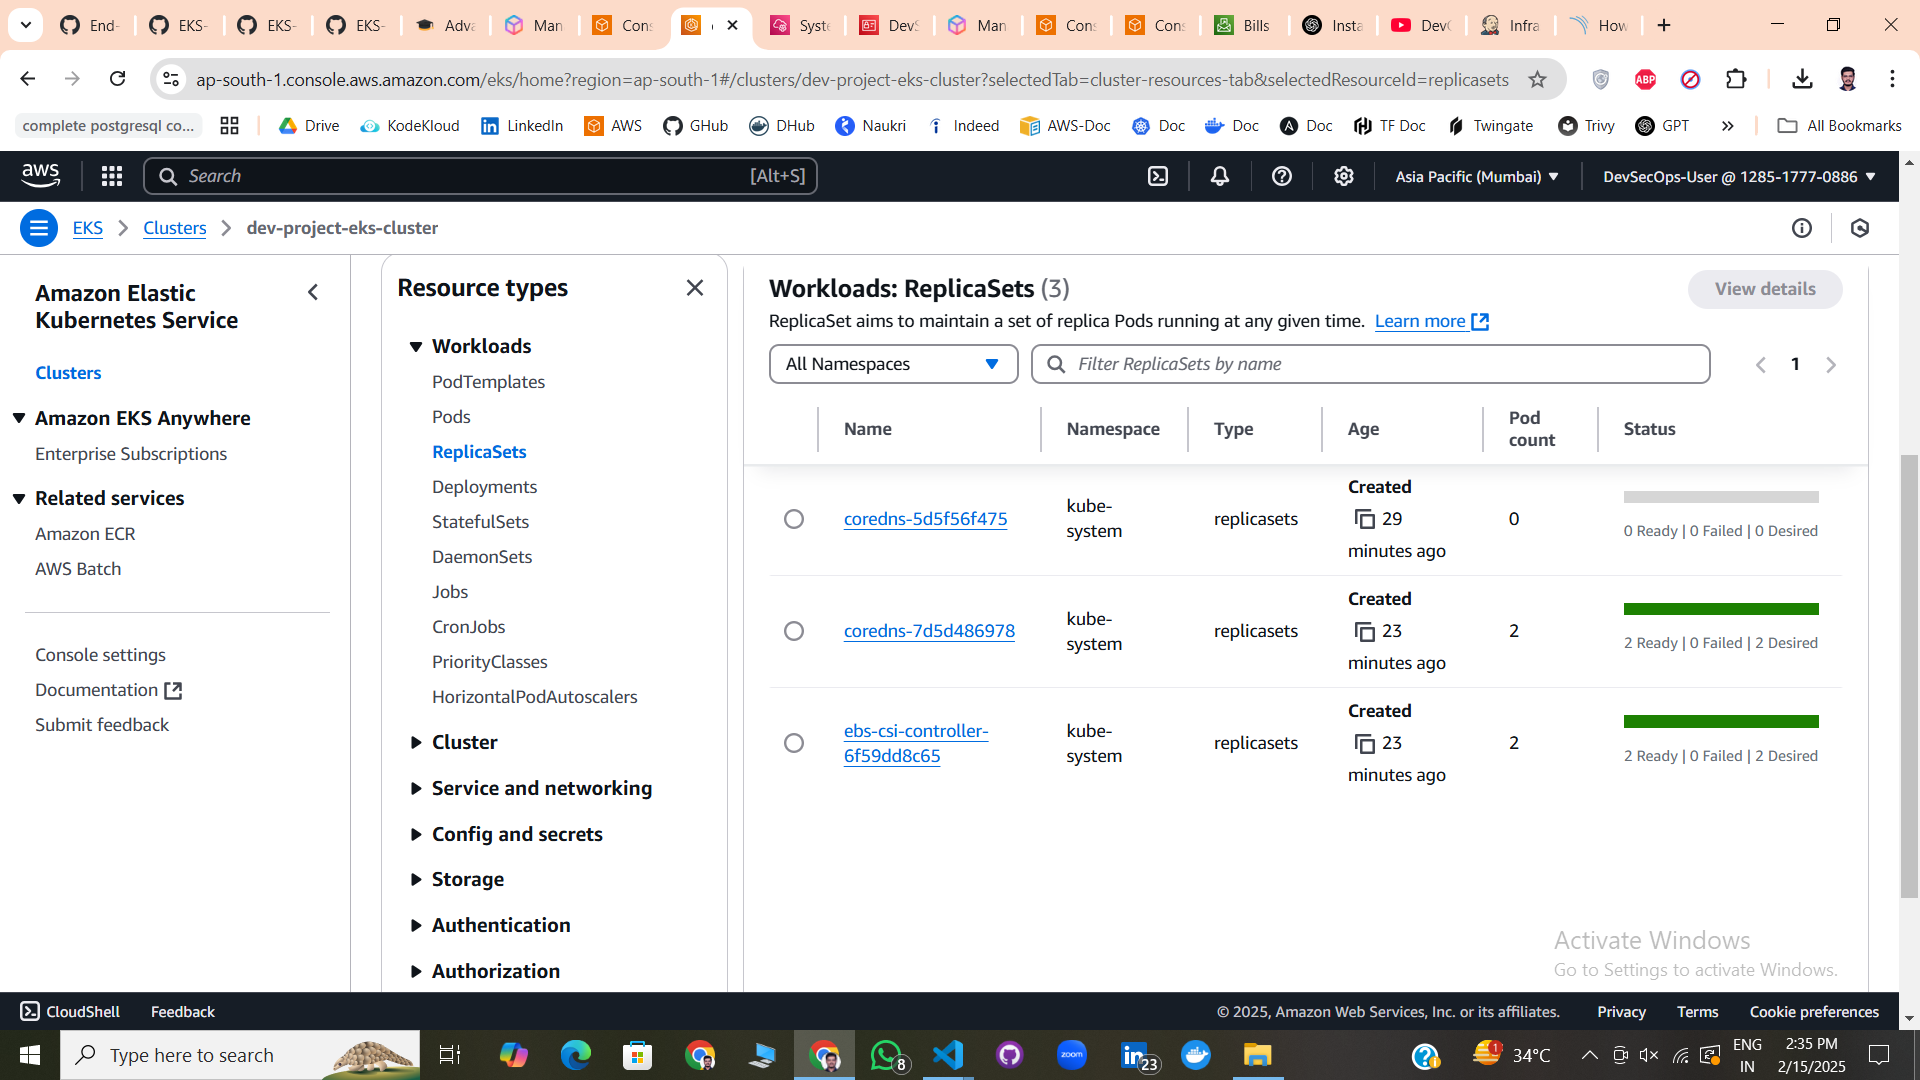 End-
EKS-
EKS-
EKS-
Adva
Man
Cons
Syste
DevS
Man
Cons
Cons
Bills
Insta
DevO
Infra
How
ap-south-1.console.aws.amazon.com/eks/home?region=ap-south-1#/clusters/dev-project-eks-cluster?selectedTab=cluster-resources-tab&selectedResourceId=replicasets
ABP
complete postgresql co...
Drive
KodeKloud
LinkedIn
AWS
GHub
DHub
Naukri
Indeed
AWS-Doc
Doc
Doc
Doc
TF Doc
Twingate
Trivy
GPT
All Bookmarks
aws
Search
[Alt+S]
Asia Pacific (Mumbai)
DevSecOps-User @ 1285-1777-0886
EKS
Clusters
dev-project-eks-cluster
Amazon Elastic
Kubernetes Service
Clusters
Amazon EKS Anywhere
Enterprise Subscriptions
Related services
Amazon ECR
AWS Batch
Console settings
Documentation
Submit feedback
Resource types
Workloads
PodTemplates
Pods
ReplicaSets
Deployments
StatefulSets
DaemonSets
Jobs
CronJobs
PriorityClasses
HorizontalPodAutoscalers
Cluster
Service and networking
Config and secrets
Storage
Authentication
Authorization
Workloads: ReplicaSets (3)
View details
ReplicaSet aims to maintain a set of replica Pods running at any given time. Learn more
All Namespaces
Filter ReplicaSets by name
1
Name
Namespace
Type
Age
Pod count
Status
coredns-5d5f56f475
kube-system
replicasets
Created
29
minutes ago
0
0 Ready | 0 Failed | 0 Desired
coredns-7d5d486978
kube-system
replicasets
Created
23
minutes ago
2
2 Ready | 0 Failed | 2 Desired
ebs-csi-controller-
6f59dd8c65
kube-system
replicasets
Created
23
minutes ago
2
2 Ready | 0 Failed | 2 Desired
Activate Windows
Go to Settings to activate Windows.
CloudShell
Feedback
© 2025, Amazon Web Services, Inc. or its affiliates.
Privacy
Terms
Cookie preferences
Type here to search
8
zoom
23
1
34°C
ENG
IN
2:35 PM
2/15/2025